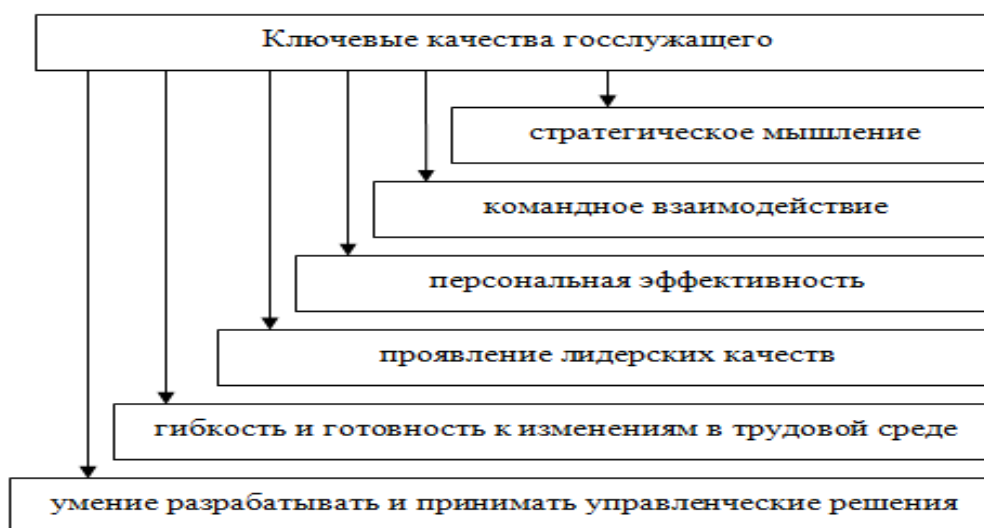 Ключевые качества госслужащего
стратегическое мышление
командное взаимодействие
персональная эффективность
проявление лидерских качеств
гибкость и готовность к изменениям в трудовой среде
умение разрабатывать и принимать управленческие решения